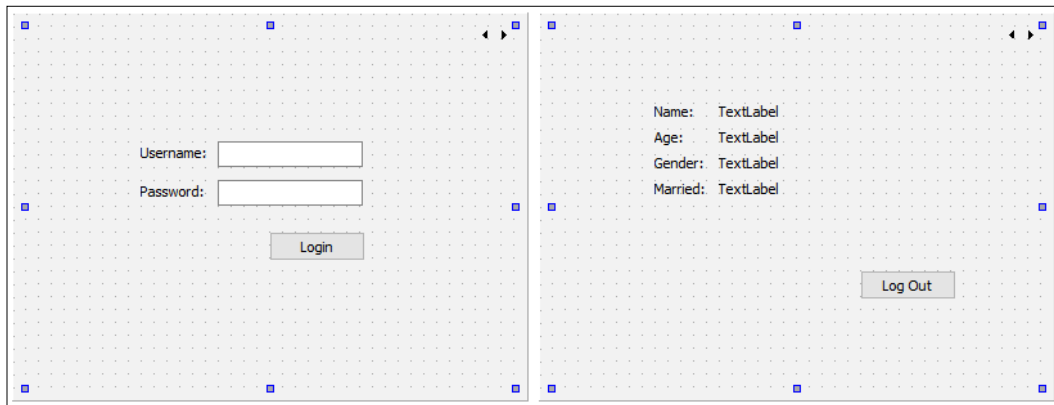 Username:
Password:
Login
Name: TextLabel
Age: TextLabel
Gender: TextLabel
Married: TextLabel
Log Out